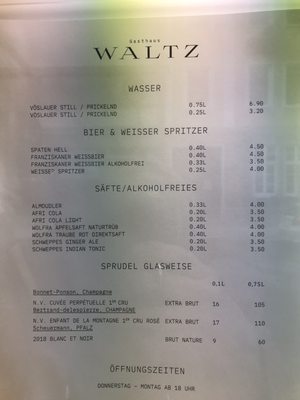 Gasthaus
WALTZ
WASSER
VÖSLAUER STILL / PRICKELND 0.75L 6.90
VÖSLAUER STILL / PRICKELND 0.25L 3.20
BIER & WEISSER SPRITZER
SPATEN HELL 0.40L 4.50
FRANZISKANER WEISSBIER 0.40L 4.50
FRANZISKANER WEISSBIER ALKOHOLFREI 0.33L 3.50
WEISSER SPRITZER 0.25L 4.00
SÄFTE/ALKOHOLFREIES
ALMDUDLER 0.33L 4.00
AFRI COLA 0.20L 3.50
AFRI COLA LIGHT 0.20L 3.50
WOLFRA APFELSAFT NATURTRÜB 0.20L 4.00
WOLFRA TRAUBE ROT DIREKTSAFT 0.20L 4.00
SCHWEPPES GINGER ALE 0.20L 3.50
SCHWEPPES INDIAN TONIC 0.20L 3.50
SPRUDEL GLASWEISE
0,1L 0,75L
Bonnet-Ponson, Champagne
N.V. CUVÉE PERPÉTUELLE 1ER CRU EXTRA BRUT 16 105
Bertrand-delespierre, CHAMPAGNE
N.V. ENFANT DE LA MONTAGNE 1ER CRU ROSÉ EXTRA BRUT 17 110
Scheuermann, PFALZ
2018 BLANC ET NOIR BRUT NATURE 9 60
ÖFFNUNGSZEITEN
DONNERSTAG – MONTAG AB 18 UHR